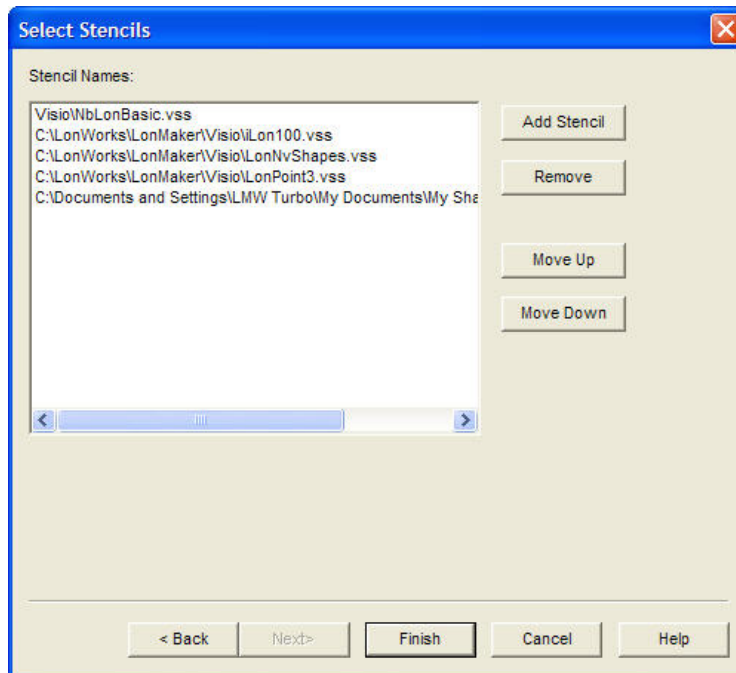 Select Stencils
Stencil Names:
Visio\NbLonBasic.vss
C:\LonWorks\LonMaker\Visio\iLon100.vss
C:\LonWorks\LonMaker\Visio\LonNvShapes.vss
C:\LonWorks\LonMaker\Visio\LonPoint3.vss
C:\Documents and Settings\LMW Turbo\My Documents\My Sha
Add Stencil
Remove
Move Up
Move Down
< Back
Next>
Finish
Cancel
Help